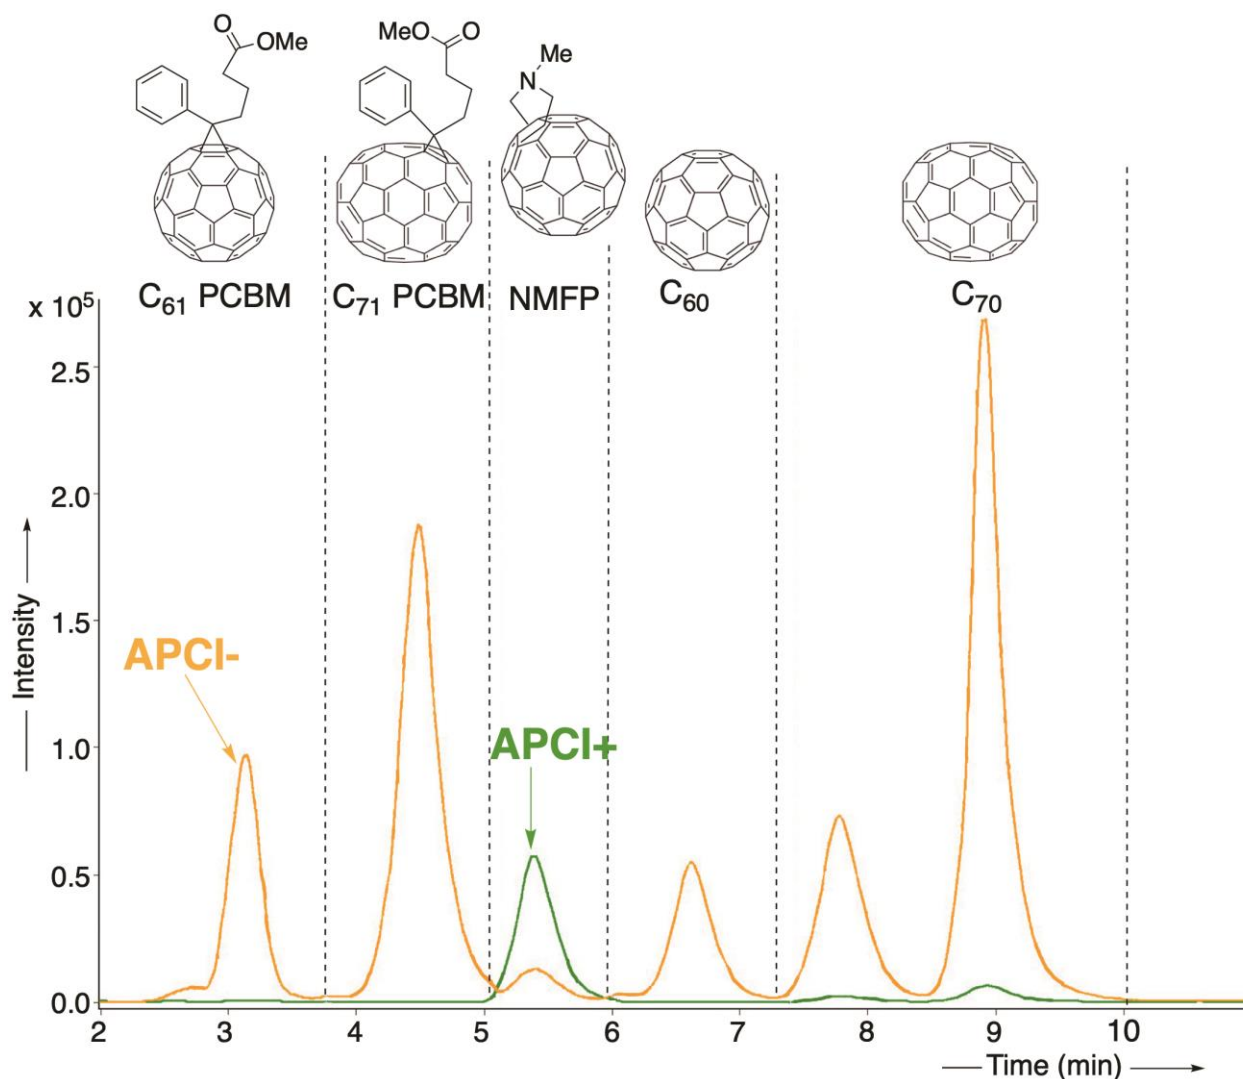 O
OMe
MeO
O
Me
N
C₆₁ PCBM
C₇₁ PCBM
NMFP
C₆₀
C₇₀
x 10⁵
2.5
2.0
1.5
1.0
0.5
0.0
Intensity
APCI-
APCI+
2 3 4 5 6 7 8 9 10
Time (min)